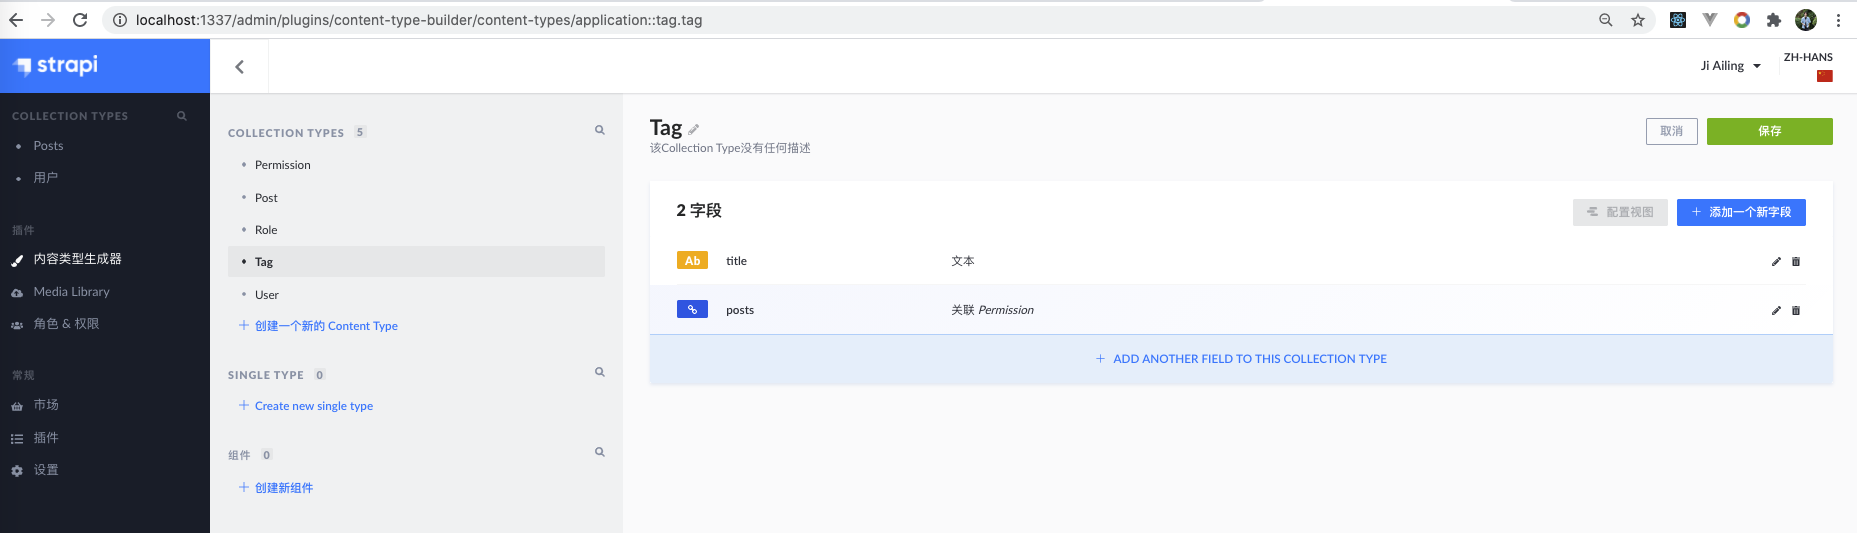 localhost:1337/admin/plugins/content-type-builder/content-types/application::tag.tag
strapi
Ji Ailing
ZH-HANS
COLLECTION TYPES
Posts
用户
插件
内容类型生成器
Media Library
角色 & 权限
常规
市场
插件
设置
COLLECTION TYPES 5
Permission
Post
Role
Tag
User
+ 创建一个新的 Content Type
SINGLE TYPE 0
+ Create new single type
组件 0
+ 创建新组件
Tag
该Collection Type没有任何描述
取消
保存
2 字段
配置视图
+ 添加一个新字段
Ab title 文本
posts 关联 Permission
+ ADD ANOTHER FIELD TO THIS COLLECTION TYPE